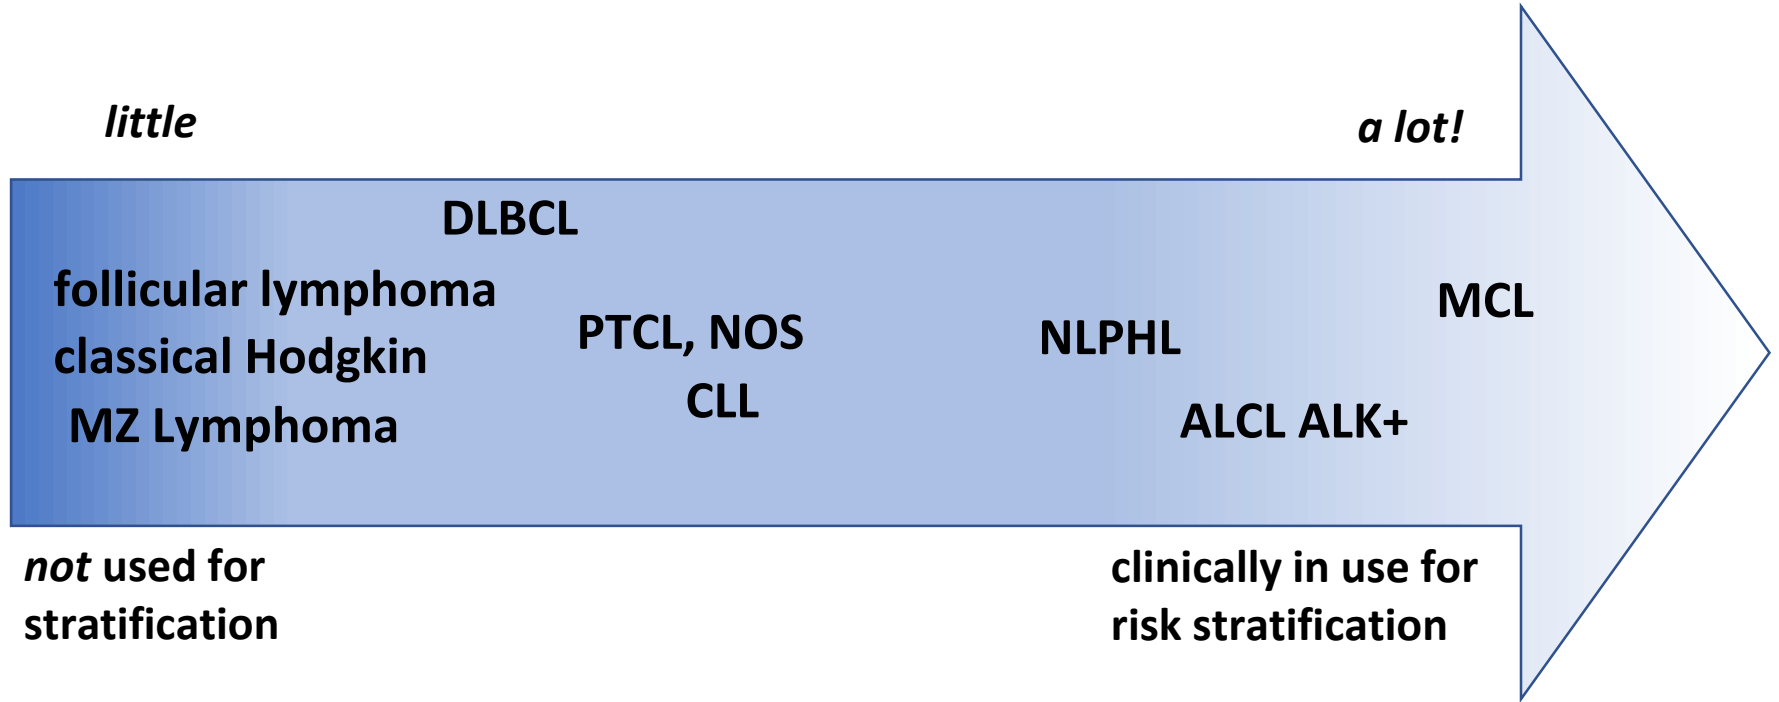 little
a lot!
DLBCL
follicular lymphoma
classical Hodgkin
MZ Lymphoma
PTCL, NOS
CLL
NLPHL
ALCL ALK+
MCL
not used for
stratification
clinically in use for
risk stratification